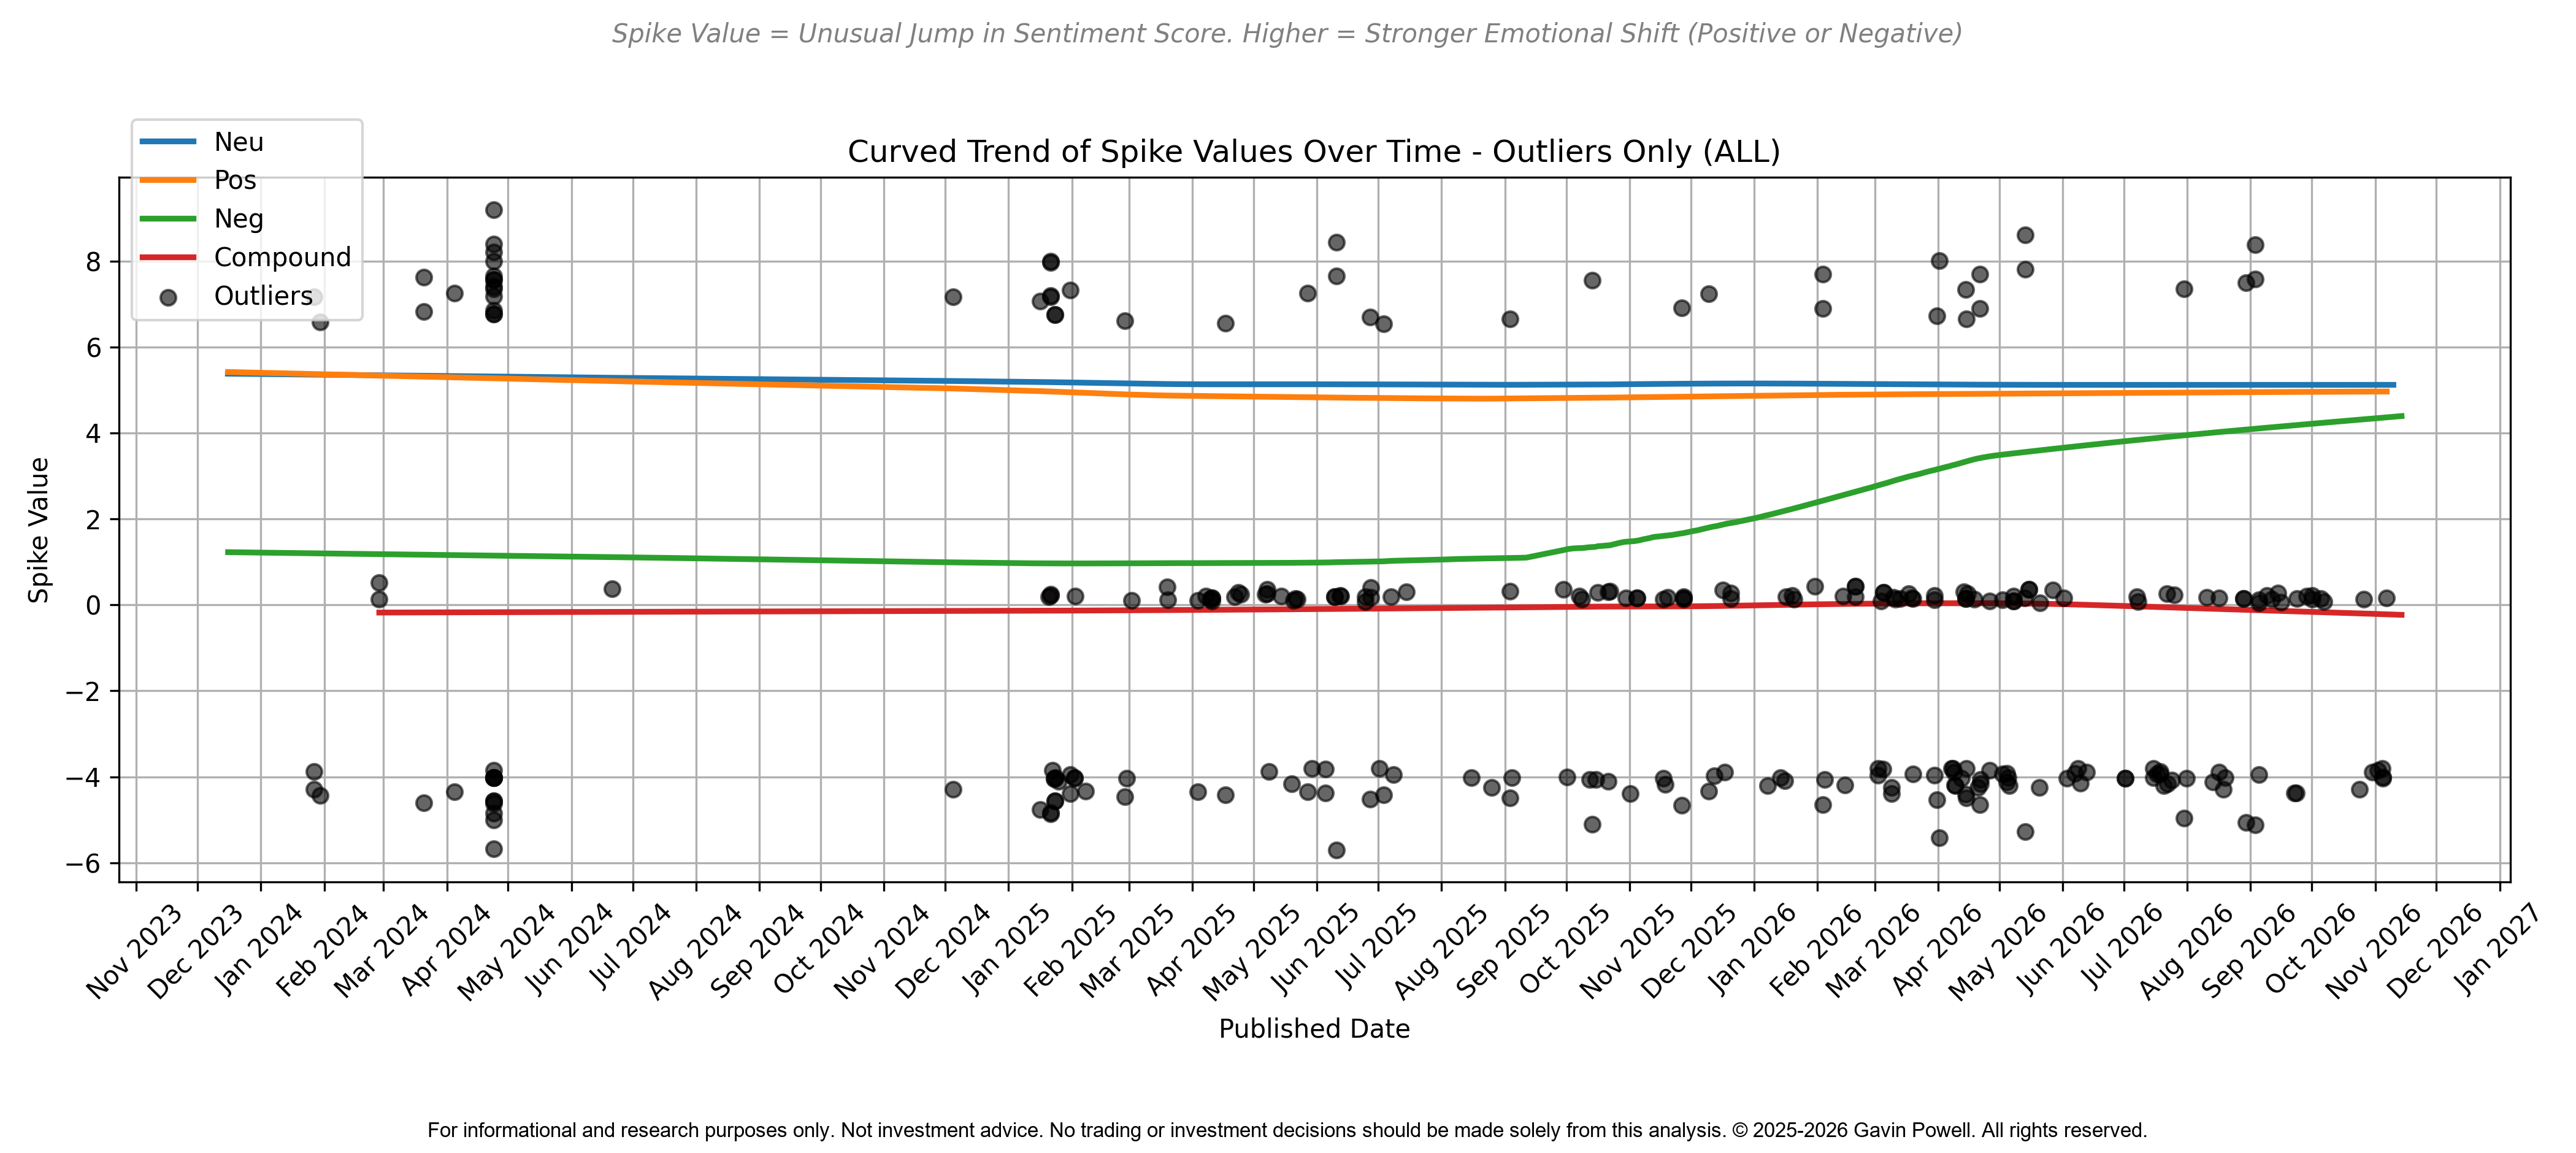 Spike Value = Unusual Jump in Sentiment Score. Higher = Stronger Emotional Shift (Positive or Negative)
Curved Trend of Spike Values Over Time - Outliers Only (ALL)
Neu
Pos
Neg
Compound
Outliers
Spike Value
8
6
4
2
0
−2
−4
−6
Nov 2023
Dec 2023
Jan 2024
Feb 2024
Mar 2024
Apr 2024
May 2024
Jun 2024
Jul 2024
Aug 2024
Sep 2024
Oct 2024
Nov 2024
Dec 2024
Jan 2025
Feb 2025
Mar 2025
Apr 2025
May 2025
Jun 2025
Jul 2025
Aug 2025
Sep 2025
Oct 2025
Nov 2025
Dec 2025
Jan 2026
Feb 2026
Mar 2026
Apr 2026
May 2026
Jun 2026
Jul 2026
Aug 2026
Sep 2026
Oct 2026
Nov 2026
Dec 2026
Jan 2027
Published Date
For informational and research purposes only. Not investment advice. No trading or investment decisions should be made solely from this analysis. © 2025-2026 Gavin Powell. All rights reserved.